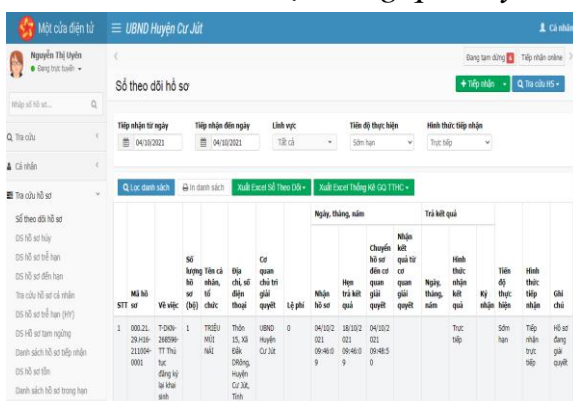 Một cửa điện tử
UBND Huyện Cư Jút
Cá nhân
Nguyễn Thị Uyên
Đang trực tuyến
Đang tạm dừng
Tiếp nhận online
Sổ theo dõi hồ sơ
+ Tiếp nhận
Tra cứu HS
Nhập số hồ sơ...
Tra cứu
Cá nhân
Tra cứu hồ sơ
Sổ theo dõi hồ sơ
DS hồ sơ hủy
DS hồ sơ trễ hạn
DS hồ sơ đến hạn
Tra cứu hồ sơ cá nhân
DS hồ sơ trễ hạn (HY)
DS Hồ sơ tạm ngừng
Danh sách hồ sơ tiếp nhận
DS hồ sơ tồn
Danh sách hồ sơ trong hạn
Tiếp nhận từ ngày
Tiếp nhận đến ngày
Lĩnh vực
Tiến độ thực hiện
Hình thức tiếp nhận
04/10/2021
04/10/2021
Tất cả
Sớm hạn
Trực tiếp
Lọc danh sách
In danh sách
Xuất Excel Sổ Theo Dõi
Xuất Excel Thống Kê GQ TTHC
Ngày, tháng, năm
Trả kết quả
STT
Mã hồ sơ
Về việc
Số lượng hồ sơ (bộ)
Tên cá nhân, tổ chức
Địa chỉ, số điện thoại
Cơ quan chủ trì giải quyết
Lệ phí
Nhận hồ sơ
Hẹn trả kết quả
Chuyển hồ sơ đến cơ quan giải quyết
Nhận kết quả từ cơ quan giải quyết
Ngày, tháng, năm
Hình thức nhận kết quả
Ký nhận
Tiến độ thực hiện
Hình thức tiếp nhận
Ghi chú
1
000.21.29.H16-211004-0001
T-DKN-268596-TT Thủ tục đăng ký lại khai sinh
1
TRIỆU MÚI NÁI
Thôn 15, Xã Đắk DRông, Huyện Cư Jút, Tỉnh
UBND Huyện Cư Jút
0
04/10/2021 09:46:09
18/10/2021 09:46:09
04/10/2021 09:48:50
Trực tiếp
Sớm hạn
Tiếp nhận trực tiếp
Hồ sơ đang giải quyết